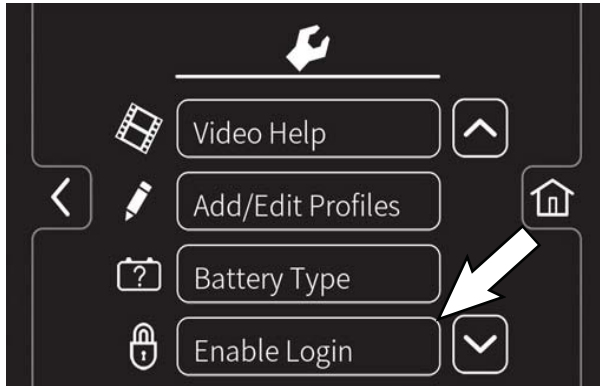 Video Help
Add/Edit Profiles
?
Battery Type
Enable Login